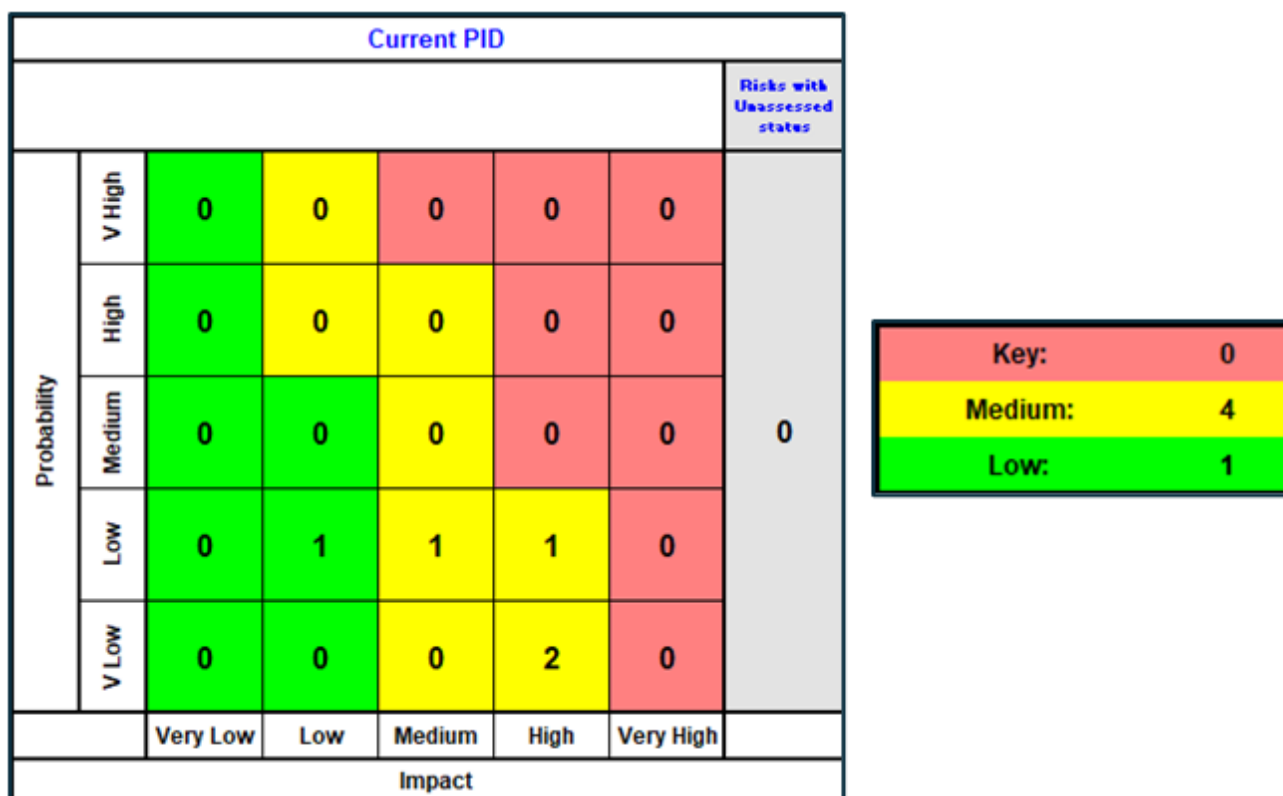 Current PID
Risks with
Unassessed
status
Probability
V High 0 0 0 0 0
High 0 0 0 0 0
Medium 0 0 0 0 0 0
Low 0 1 1 1 0
V Low 0 0 0 2 0
Very Low Low Medium High Very High
Impact
Key: 0
Medium: 4
Low: 1